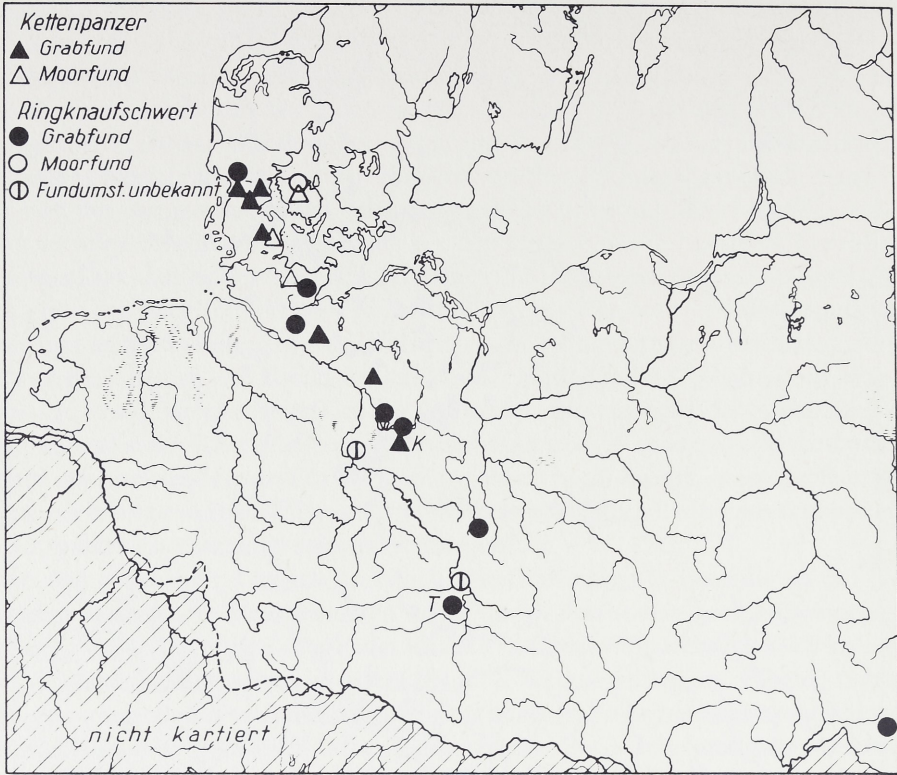 Kettenpanzer
Grabfund
Moorfund
Ringknaufschwert
Grabfund
Moorfund
Fundumst. unbekannt
K
T
nicht kartiert